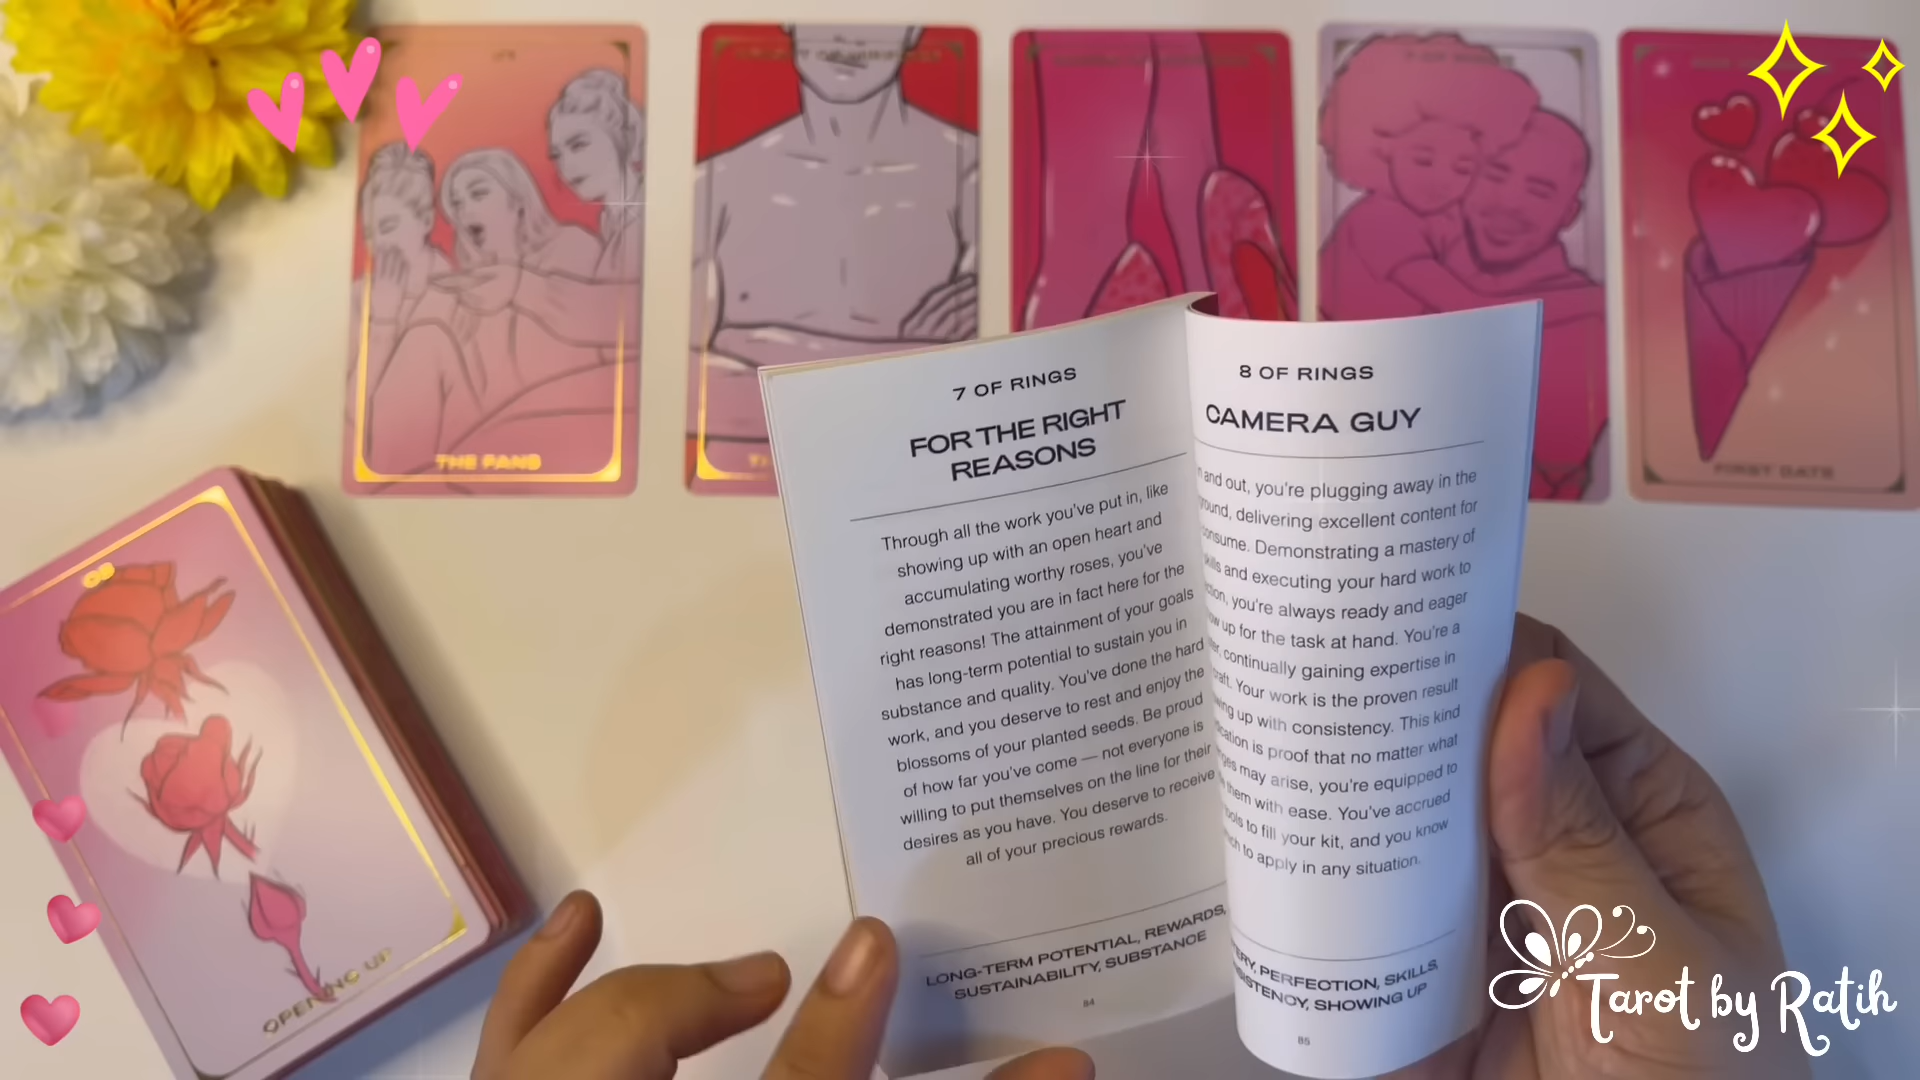 THE FANS
FIRST DATE
OPENING UP
7 OF RINGS
FOR THE RIGHT
REASONS
Through all the work you've put in, like
showing up with an open heart and
accumulating worthy roses, you've
demonstrated you are in fact here for the
right reasons! The attainment of your goals
has long-term potential to sustain you in
substance and quality. You've done the hard
work, and you deserve to rest and enjoy the
blossoms of your planted seeds. Be proud
of how far you've come — not everyone is
willing to put themselves on the line for their
desires as you have. You deserve to receive
all of your precious rewards.
LONG-TERM POTENTIAL, REWARDS,
SUSTAINABILITY, SUBSTANCE
84
8 OF RINGS
CAMERA GUY
and out, you're plugging away in the
delivering excellent content for
Demonstrating a mastery of
and executing your hard work to
you're always ready and eager
up for the task at hand. You're a
continually gaining expertise in
Your work is the proven result
up with consistency. This kind
is proof that no matter what
may arise, you're equipped to
them with ease. You've accrued
to fill your kit, and you know
to apply in any situation.
PERFECTION, SKILLS,
SHOWING UP
85
Tarot by Ratih